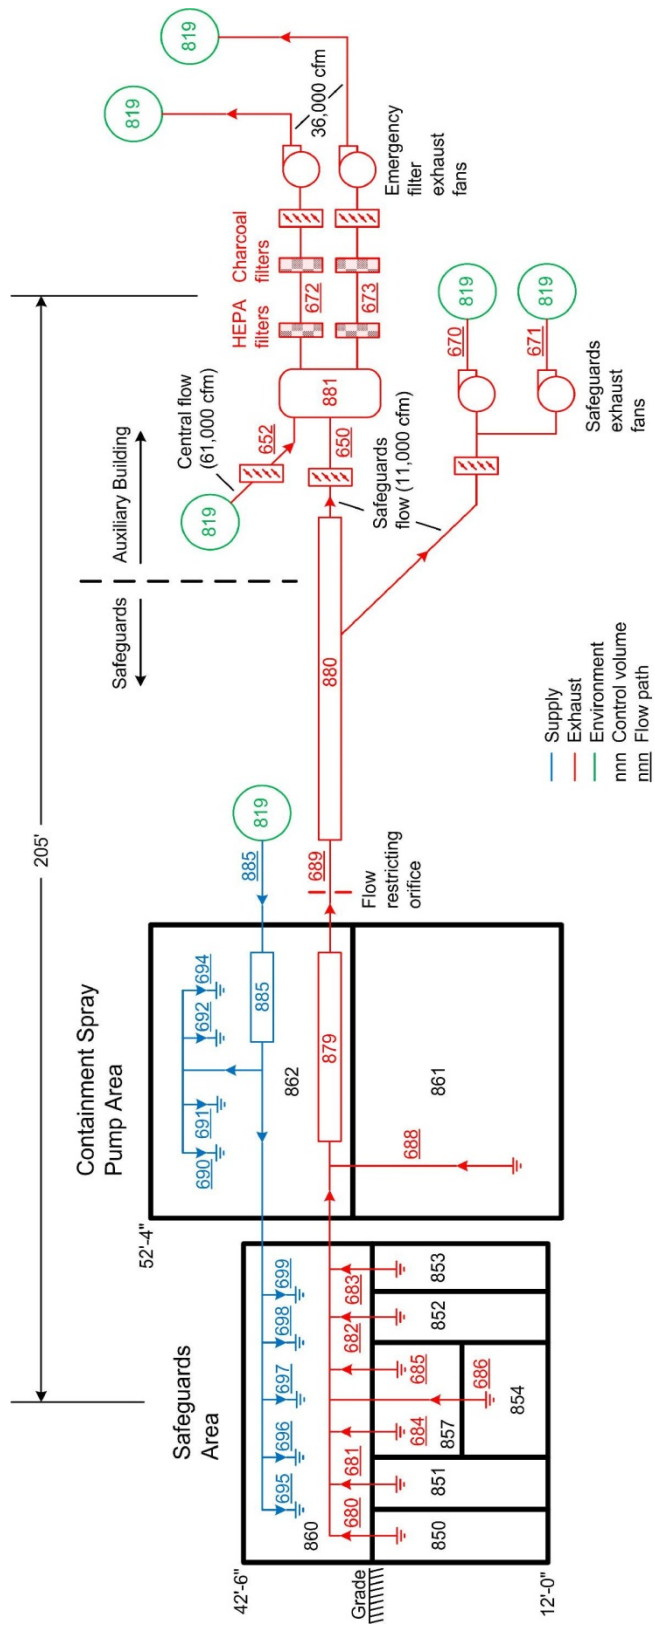 205'
Safeguards
Area
Containment Spray
Pump Area
Safeguards
Auxiliary Building
42'-6"
52'-4"
Grade
12'-0"
695
696
697
698
699
860
680
681
684
686
685
682
683
850
851
857
854
852
853
690
691
692
694
862
885
885
819
879
688
861
689
Flow
restricting
orifice
880
819
Central flow
(61,000 cfm)
652
650
Safeguards
flow (11,000 cfm)
881
HEPA
filters
Charcoal
filters
672
673
36,000 cfm
819
819
Emergency
filter
exhaust
fans
670
819
671
819
Safeguards
exhaust
fans
Supply
Exhaust
Environment
nnn Control volume
nnn Flow path